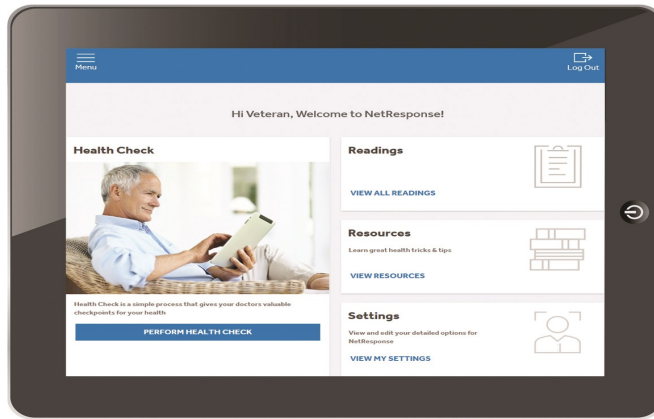 Menu
Log Out
Hi Veteran, Welcome to NetResponse!
Health Check
Health Check is a simple process that gives your doctors valuable
checkpoints for your health
PERFORM HEALTH CHECK
Readings
VIEW ALL READINGS
Resources
Learn great health tricks & tips
VIEW RESOURCES
Settings
View and edit your detailed options for
NetResponse
VIEW MY SETTINGS